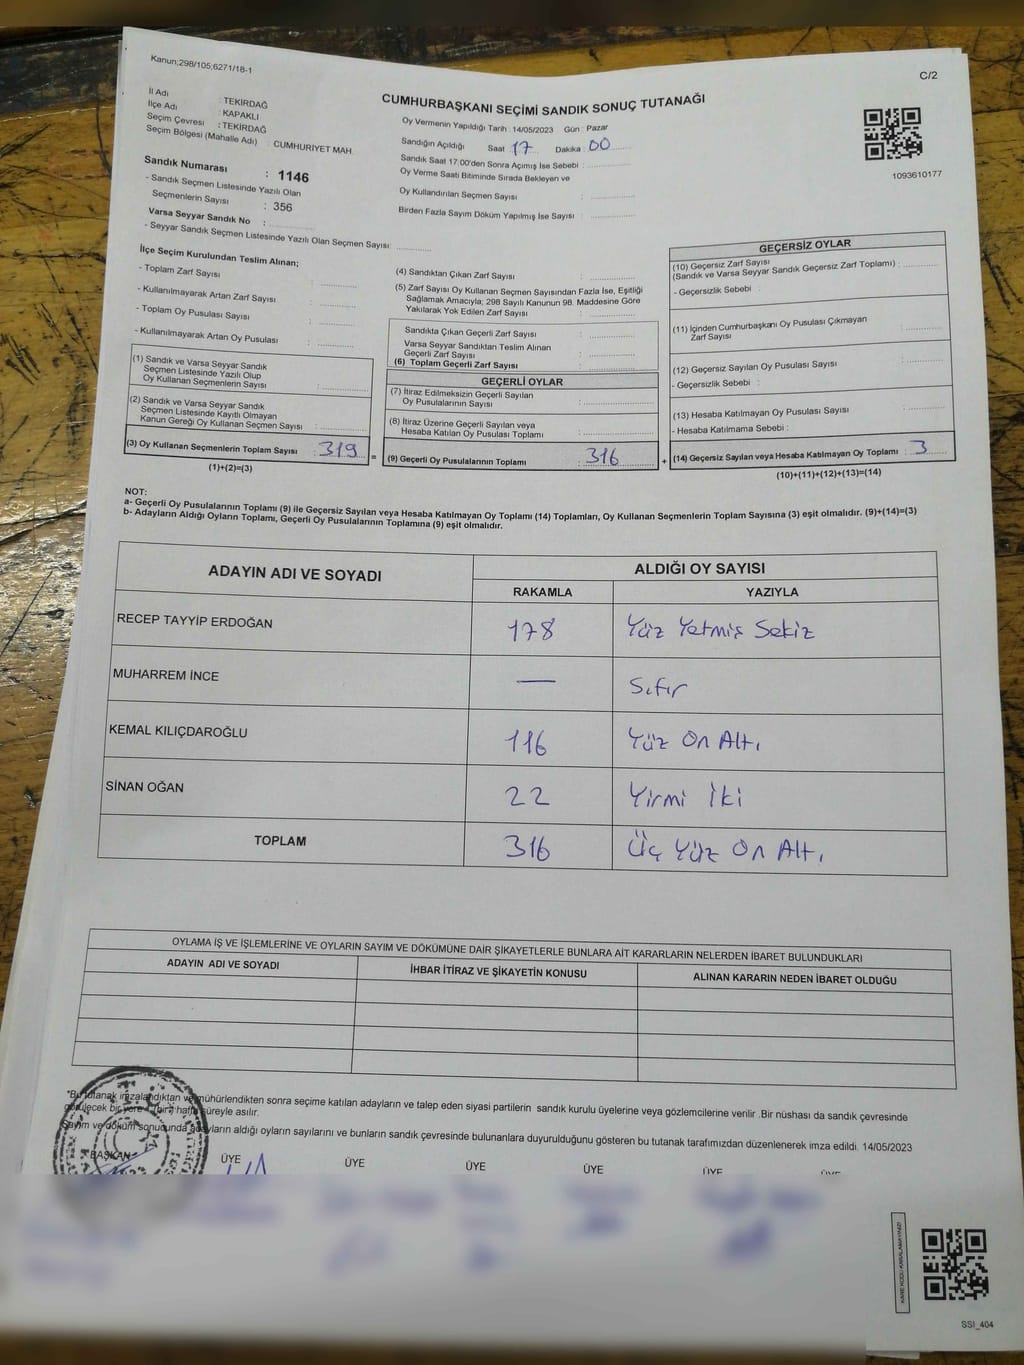 Kanun;298/105;6271/18-1
C/2
CUMHURBAŞKANI SEÇİMİ SANDIK SONUÇ TUTANAĞI
İl Adı : TEKİRDAĞ
İlçe Adı : KAPAKLI
Seçim Çevresi : TEKİRDAĞ
Seçim Bölgesi (Mahalle Adı) : CUMHURİYET MAH.
Sandık Numarası : 1146
- Sandık Seçmen Listesinde Yazılı Olan
Seçmenlerin Sayısı : 356
Varsa Seyyar Sandık No :
- Seyyar Sandık Seçmen Listesinde Yazılı Olan Seçmen Sayısı:
Oy Vermenin Yapıldığı Tarih : 14/05/2023 Gün : Pazar
Sandığın Açıldığı Saat : 17 Dakika : 00
Sandık Saat 17:00'den Sonra Açımış İse Sebebi :
Oy Verme Saati Bitiminde Sırada Bekleyen ve
Oy Kullandırılan Seçmen Sayısı :
Birden Fazla Sayım Döküm Yapılmış İse Sayısı :
1093610177
İlçe Seçim Kurulundan Teslim Alınan;
- Toplam Zarf Sayısı :
- Kullanılmayarak Artan Zarf Sayısı :
- Toplam Oy Pusulası Sayısı :
- Kullanılmayarak Artan Oy Pusulası :
(1) Sandık ve Varsa Seyyar Sandık
Seçmen Listesinde Yazılı Olup
Oy Kullanan Seçmenlerin Sayısı :
(2) Sandık ve Varsa Seyyar Sandık
Seçmen Listesinde Kayıtlı Olmayan
Kanun Gereği Oy Kullanan Seçmen Sayısı :
(3) Oy Kullanan Seçmenlerin Toplam Sayısı : 319 =
(1)+(2)=(3)
(4) Sandıktan Çıkan Zarf Sayısı :
(5) Zarf Sayısı Oy Kullanan Seçmen Sayısından Fazla İse, Eşitliği
Sağlamak Amacıyla; 298 Sayılı Kanunun 98. Maddesine Göre
Yakılarak Yok Edilen Zarf Sayısı :
Sandıkta Çıkan Geçerli Zarf Sayısı :
Varsa Seyyar Sandıktan Teslim Alınan
Geçerli Zarf Sayısı :
(6) Toplam Geçerli Zarf Sayısı :
GEÇERLİ OYLAR
(7) İtiraz Edilmeksizin Geçerli Sayılan
Oy Pusulalarının Sayısı :
(8) İtiraz Üzerine Geçerli Sayılan veya
Hesaba Katılan Oy Pusulası Toplamı :
(9) Geçerli Oy Pusulalarının Toplamı : 316 +
GEÇERSİZ OYLAR
(10) Geçersiz Zarf Sayısı
(Sandık ve Varsa Seyyar Sandık Geçersiz Zarf Toplamı) :
- Geçersizlik Sebebi :
(11) İçinden Cumhurbaşkanı Oy Pusulası Çıkmayan
Zarf Sayısı :
(12) Geçersiz Sayılan Oy Pusulası Sayısı :
- Geçersizlik Sebebi :
(13) Hesaba Katılmayan Oy Pusulası Sayısı :
- Hesaba Katılmama Sebebi :
(14) Geçersiz Sayılan veya Hesaba Katılmayan Oy Toplamı : 3
(10)+(11)+(12)+(13)=(14)
NOT:
a- Geçerli Oy Pusulalarının Toplamı (9) ile Geçersiz Sayılan veya Hesaba Katılmayan Oy Toplamı (14) Toplamları, Oy Kullanan Seçmenlerin Toplam Sayısına (3) eşit olmalıdır. (9)+(14)=(3)
b- Adayların Aldığı Oyların Toplamı, Geçerli Oy Pusulalarının Toplamına (9) eşit olmalıdır.
ADAYIN ADI VE SOYADI ALDIĞI OY SAYISI
RAKAMLA YAZIYLA
RECEP TAYYİP ERDOĞAN 178 Yüz Yetmiş Sekiz
MUHARREM İNCE — Sıfır
KEMAL KILIÇDAROĞLU 116 Yüz On Altı
SİNAN OĞAN 22 Yirmi İki
TOPLAM 316 Üç Yüz On Altı
OYLAMA İŞ VE İŞLEMLERİNE VE OYLARIN SAYIM VE DÖKÜMÜNE DAİR ŞİKAYETLERLE BUNLARA AİT KARARLARIN NELERDEN İBARET BULUNDUKLARI
ADAYIN ADI VE SOYADI İHBAR İTİRAZ VE ŞİKAYETİN KONUSU ALINAN KARARIN NEDEN İBARET OLDUĞU
"Bu tutanak imzalandıktan ve mühürlendikten sonra seçime katılan adayların ve talep eden siyasi partilerin sandık kurulu üyelerine veya gözlemcilerine verilir .Bir nüshası da sandık çevresinde
görülecek bir yere 1 (bir) hafta süreyle asılır.
Sayım ve döküm sonucunda adayların aldığı oyların sayılarını ve bunların sandık çevresinde bulunanlara duyurulduğunu gösteren bu tutanak tarafımızdan düzenlenerek imza edildi. 14/05/2023
BAŞKAN ÜYE ÜYE ÜYE ÜYE ÜYE ÜYE
KARE KODU KARALAMAYINIZ!
SSI_404